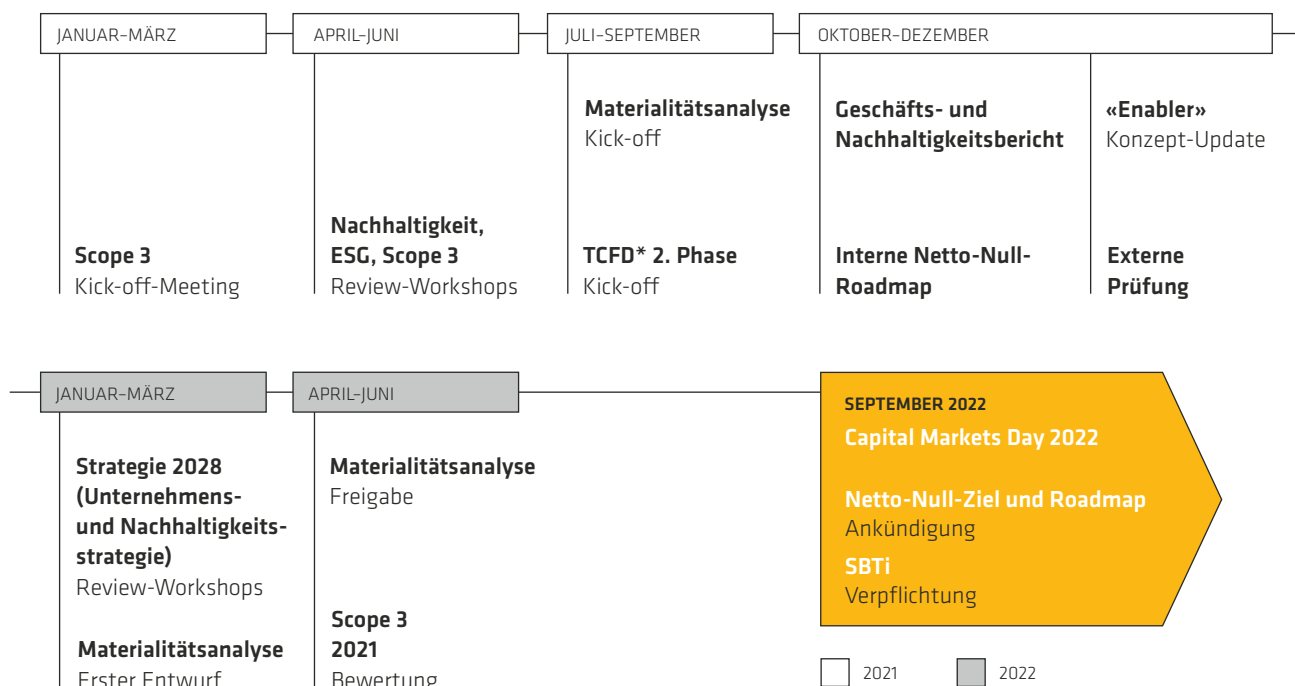 JANUAR–MÄRZ
Scope 3
Kick-off-Meeting
APRIL–JUNI
Nachhaltigkeit,
ESG, Scope 3
Review-Workshops
JULI–SEPTEMBER
Materialitätsanalyse
Kick-off
TCFD* 2. Phase
Kick-off
OKTOBER–DEZEMBER
Geschäfts- und
Nachhaltigkeitsbericht
Interne Netto-Null-
Roadmap
«Enabler»
Konzept-Update
Externe
Prüfung
JANUAR–MÄRZ
Strategie 2028
(Unternehmens-
und Nachhaltigkeits-
strategie)
Review-Workshops
Materialitätsanalyse
Erster Entwurf
APRIL–JUNI
Materialitätsanalyse
Freigabe
Scope 3
2021
Bewertung
SEPTEMBER 2022
Capital Markets Day 2022
Netto-Null-Ziel und Roadmap
Ankündigung
SBTi
Verpflichtung
2021
2022